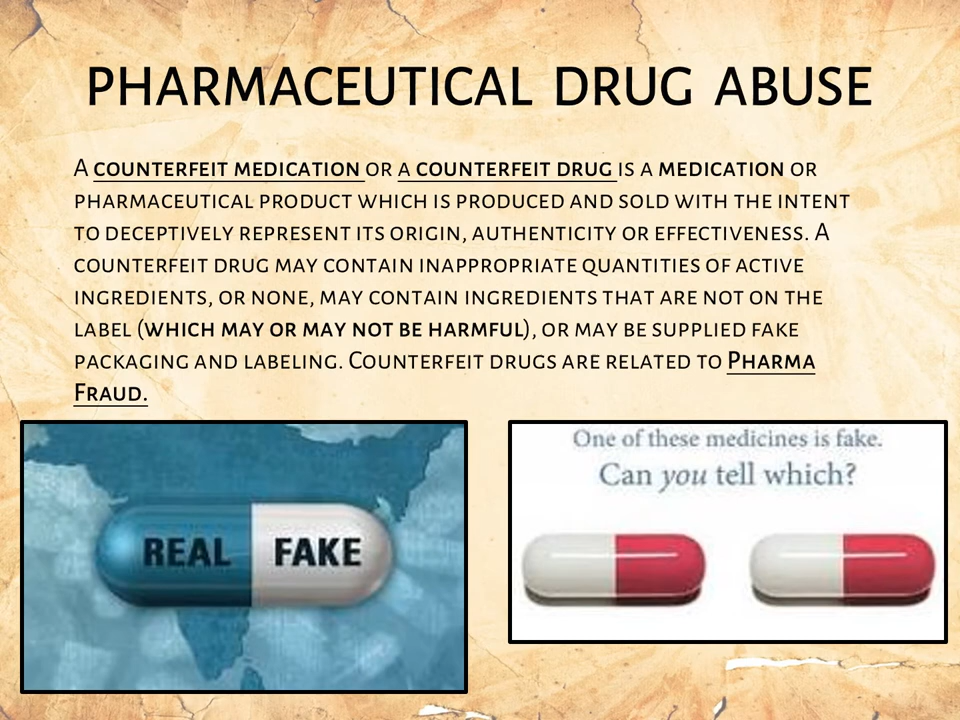 PHARMACEUTICAL DRUG ABUSE
A COUNTERFEIT MEDICATION OR A COUNTERFEIT DRUG IS A MEDICATION OR
PHARMACEUTICAL PRODUCT WHICH IS PRODUCED AND SOLD WITH THE INTENT
TO DECEPTIVELY REPRESENT ITS ORIGIN, AUTHENTICITY OR EFFECTIVENESS. A
COUNTERFEIT DRUG MAY CONTAIN INAPPROPRIATE QUANTITIES OF ACTIVE
INGREDIENTS, OR NONE, MAY CONTAIN INGREDIENTS THAT ARE NOT ON THE
LABEL (WHICH MAY OR MAY NOT BE HARMFUL), OR MAY BE SUPPLIED FAKE
PACKAGING AND LABELING. COUNTERFEIT DRUGS ARE RELATED TO PHARMA
FRAUD.
REAL FAKE
One of these medicines is fake.
Can you tell which?